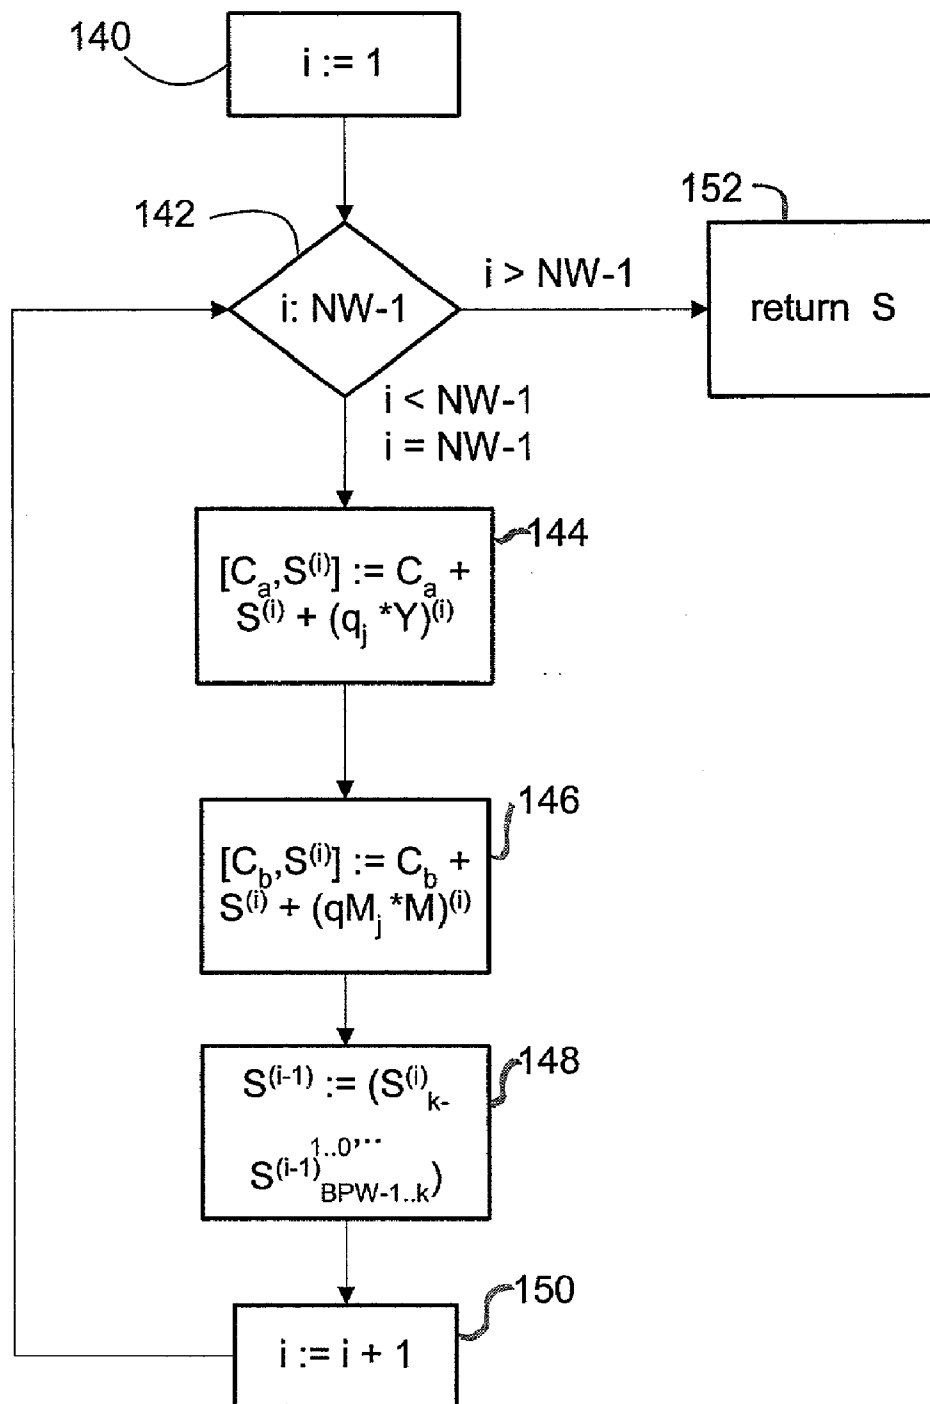 140
i := 1
142
152
i: NW-1
i > NW-1
return S
i < NW-1
i = NW-1
144
[C_a,S^(i)] := C_a +
S^(i) + (q_j *Y)^(i)
146
[C_b,S^(i)] := C_b +
S^(i) + (qM_j *M)^(i)
148
S^(i-1) := (S^(i)_k-
1..0,..
S^(i-1)_BPW-1..k)
150
i := i + 1